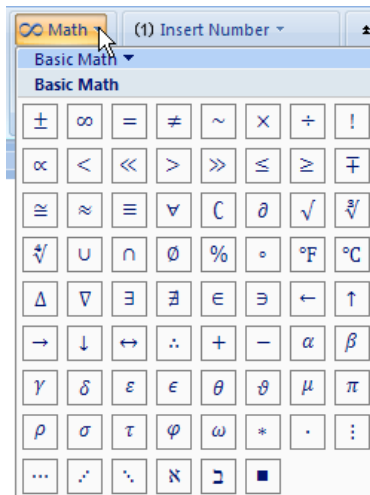 ∞ Math (1) Insert Number
Basic Math
Basic Math
± ∞ = ≠ ~ × ÷ !
∝ < ≪ > ≫ ≤ ≥ ∓
≅ ≈ ≡ ∀ ∁ ∂ √ ∛
∜ ∪ ∩ ∅ % ° °F °C
∆ ∇ ∃ ∄ ∈ ∋ ← ↑
→ ↓ ↔ ∴ + − α β
γ δ ε ϵ θ ϑ μ π
ρ σ τ φ ω ∗ ∙ ⋮
⋯ ⋰ ⋱ ℵ ℶ ∎